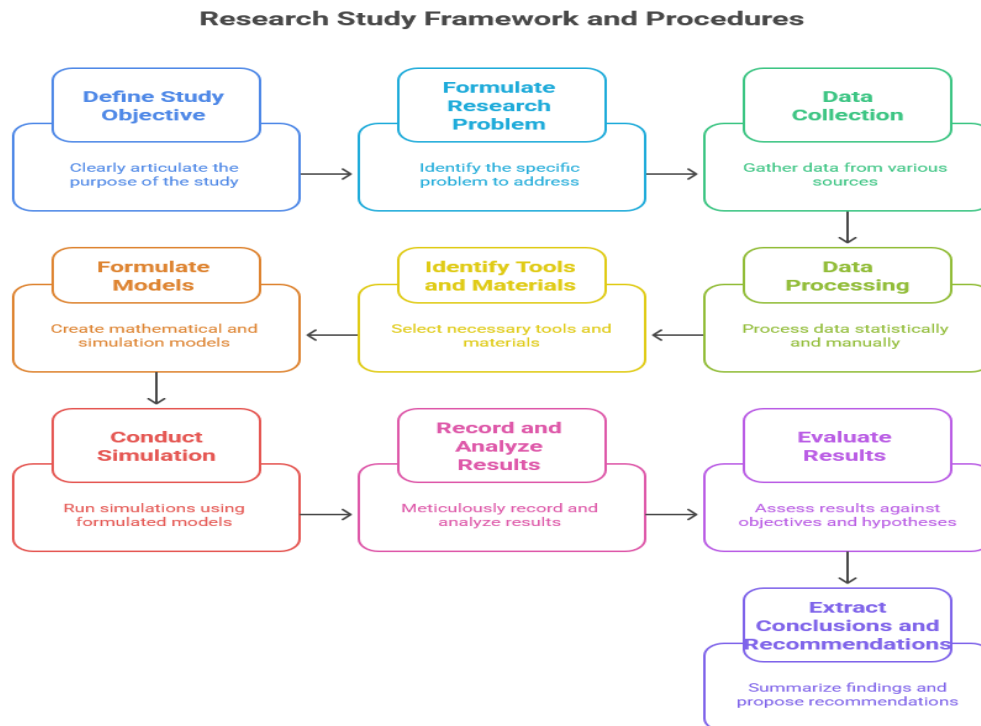 Research Study Framework and Procedures
Define Study
Objective
Clearly articulate the
purpose of the study
Formulate
Research
Problem
Identify the specific
problem to address
Data
Collection
Gather data from various
sources
Data
Processing
Process data statistically
and manually
Identify Tools
and Materials
Select necessary tools and
materials
Formulate
Models
Create mathematical and
simulation models
Conduct
Simulation
Run simulations using
formulated models
Record and
Analyze
Results
Meticulously record and
analyze results
Evaluate
Results
Assess results against
objectives and hypotheses
Extract
Conclusions and
Recommendations
Summarize findings and
propose recommendations